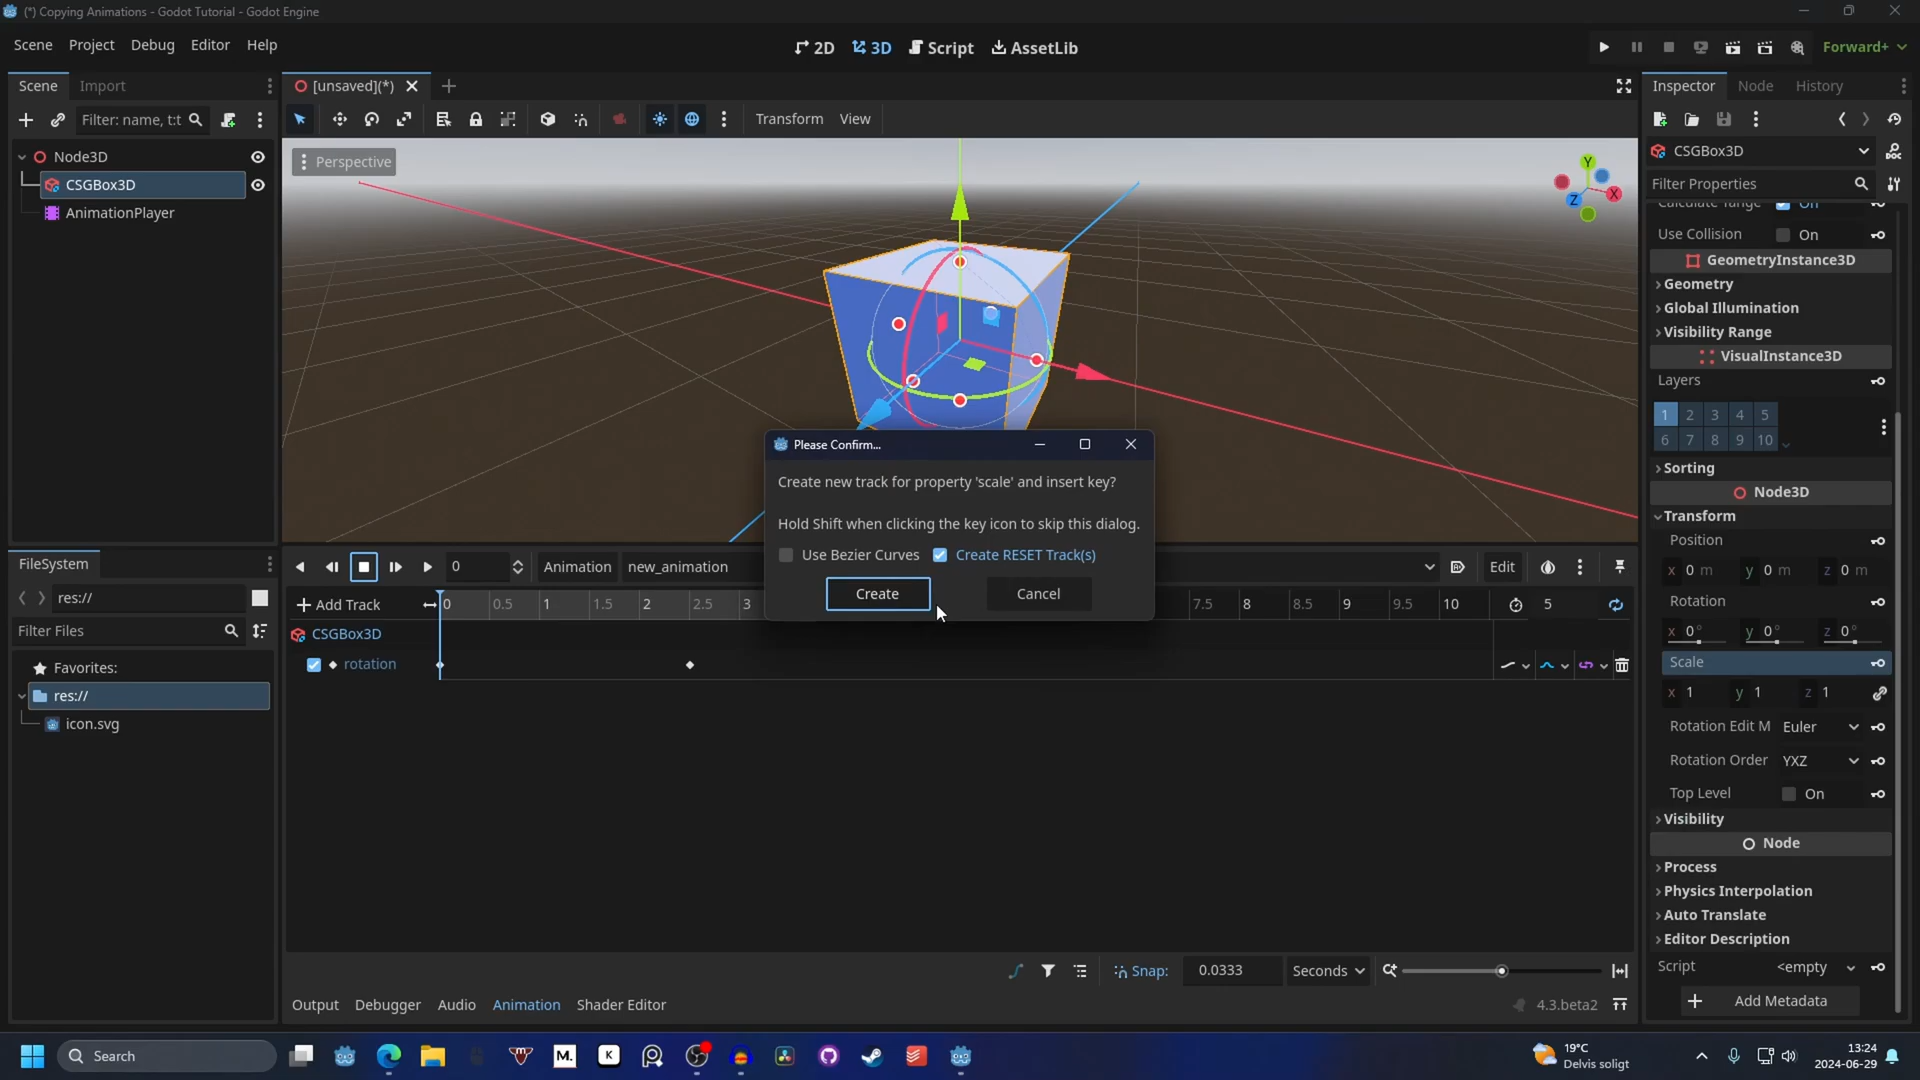 (*) Copying Animations - Godot Tutorial - Godot Engine
Scene Project Debug Editor Help
2D 3D Script AssetLib
Forward+
Scene Import
[unsaved](*)
Inspector Node History
Filter: name, t:t
Transform View
Node3D
CSGBox3D
AnimationPlayer
Perspective
Y
X
Z
CSGBox3D
Filter Properties
Calculate Tange On
Use Collision On
GeometryInstance3D
Geometry
Global Illumination
Visibility Range
VisualInstance3D
Layers
1 2 3 4 5
6 7 8 9 10
Sorting
Node3D
Transform
Position
x 0 m y 0 m z 0 m
Rotation
x 0° y 0° z 0°
Scale
x 1 y 1 z 1
Rotation Edit M Euler
Rotation Order YXZ
Top Level On
Visibility
Node
Process
Physics Interpolation
Auto Translate
Editor Description
Script <empty
Add Metadata
Please Confirm...
Create new track for property 'scale' and insert key?
Hold Shift when clicking the key icon to skip this dialog.
Use Bezier Curves Create RESET Track(s)
Create Cancel
FileSystem
res://
Filter Files
Favorites:
res://
icon.svg
0 Animation new_animation Edit
Add Track 0 0.5 1 1.5 2 2.5 3 7.5 8 8.5 9 9.5 10 5
CSGBox3D
rotation
Snap: 0.0333 Seconds
Output Debugger Audio Animation Shader Editor
4.3.beta2
Search
M.
K
19°C
Delvis soligt
13:24
2024-06-29